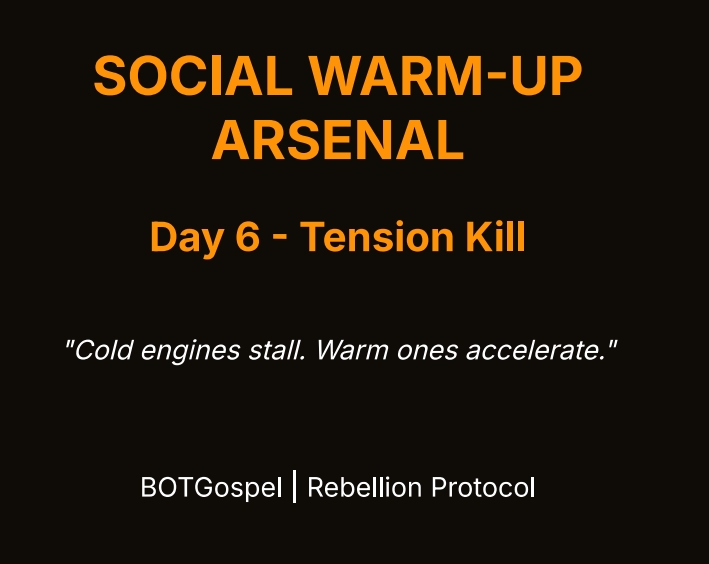 SOCIAL WARM-UP
ARSENAL
Day 6 - Tension Kill
"Cold engines stall. Warm ones accelerate."
BOTGospel | Rebellion Protocol